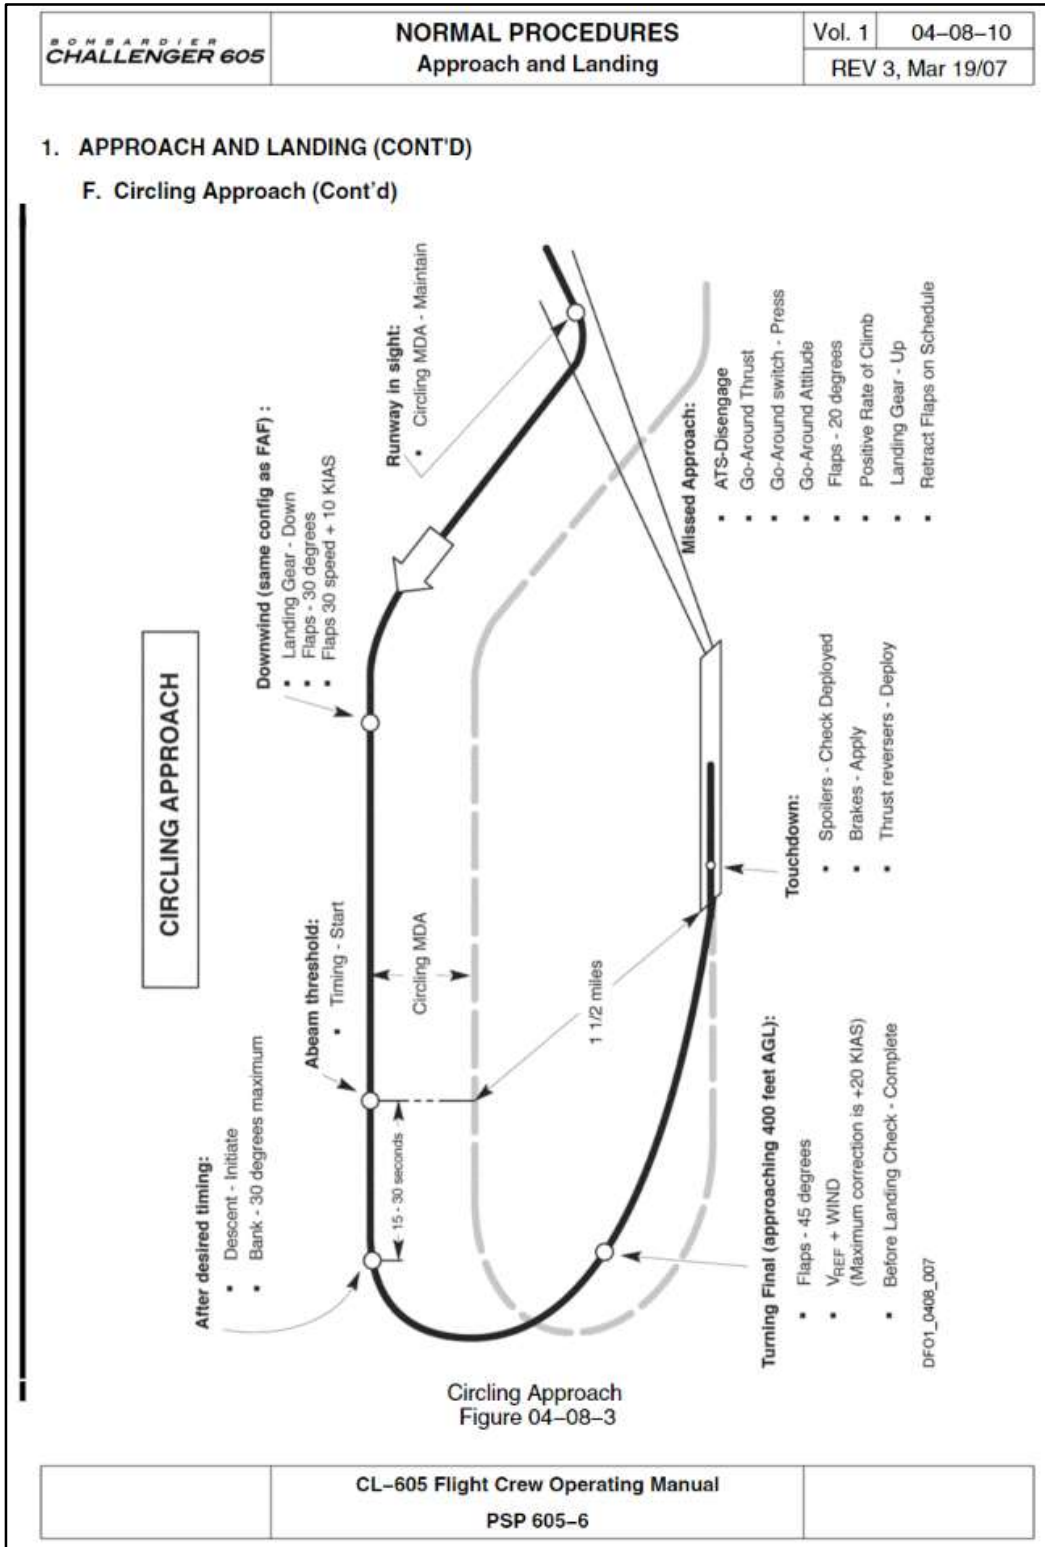 BOMBARDIER
CHALLENGER 605
NORMAL PROCEDURES
Approach and Landing
Vol. 1
04–08–10
REV 3, Mar 19/07
1. APPROACH AND LANDING (CONT'D)
F. Circling Approach (Cont'd)
CIRCLING APPROACH
After desired timing:
▪ Descent - Initiate
▪ Bank - 30 degrees maximum
Abeam threshold:
▪ Timing - Start
Downwind (same config as FAF) :
▪ Landing Gear - Down
▪ Flaps - 30 degrees
▪ Flaps 30 speed + 10 KIAS
Runway in sight:
▪ Circling MDA - Maintain
15 - 30 seconds
Circling MDA
1 1/2 miles
Turning Final (approaching 400 feet AGL):
▪ Flaps - 45 degrees
▪ VREF + WIND
(Maximum correction is +20 KIAS)
▪ Before Landing Check - Complete
Touchdown:
▪ Spoilers - Check Deployed
▪ Brakes - Apply
▪ Thrust reversers - Deploy
Missed Approach:
▪ ATS-Disengage
▪ Go-Around Thrust
▪ Go-Around switch - Press
▪ Go-Around Attitude
▪ Flaps - 20 degrees
▪ Positive Rate of Climb
▪ Landing Gear - Up
▪ Retract Flaps on Schedule
DFO1_0408_007
Circling Approach
Figure 04–08–3
CL–605 Flight Crew Operating Manual
PSP 605–6